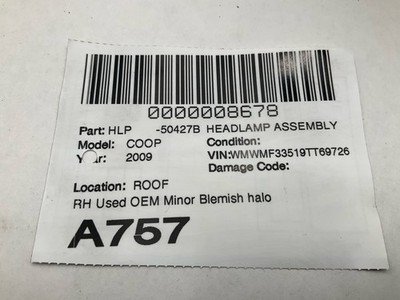 0000008678
Part: HLP -50427B HEADLAMP ASSEMBLY
Model: COOP Condition:
Year: 2009 VIN:WMWMF33519TT69726
Damage Code:
Location: ROOF
RH Used OEM Minor Blemish halo
A757